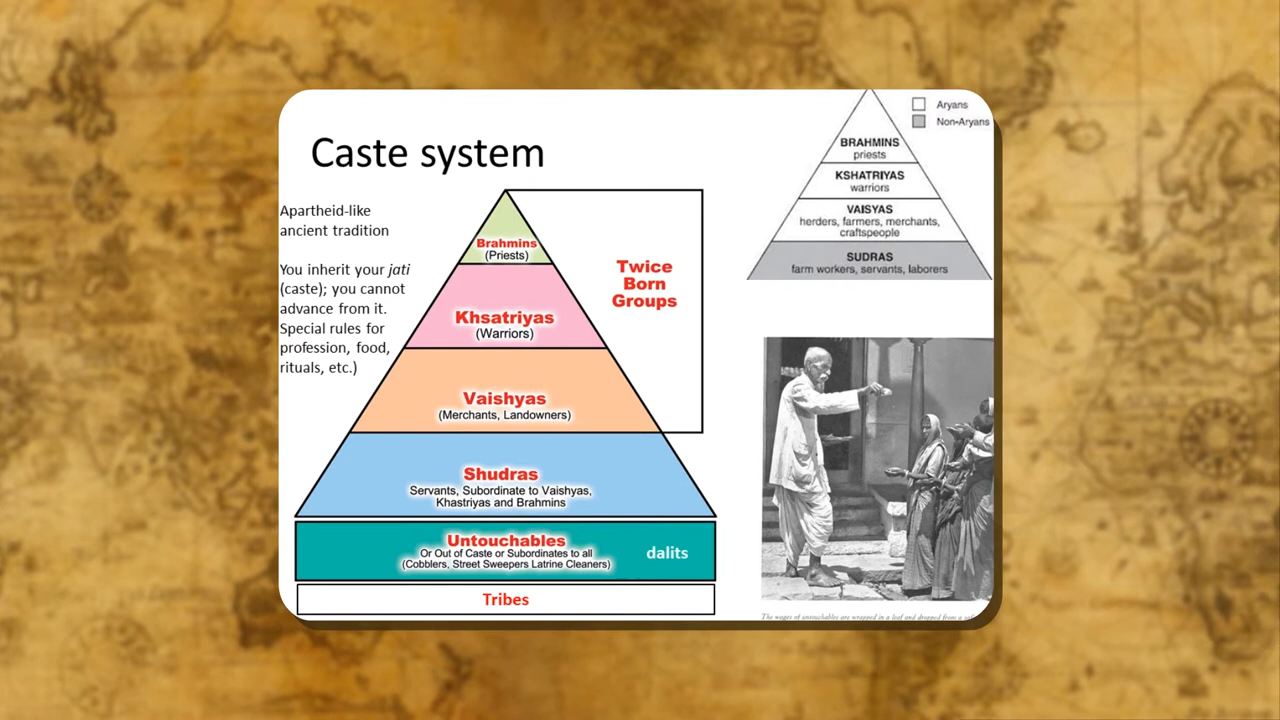 Caste system
Apartheid-like
ancient tradition
You inherit your jati
(caste); you cannot
advance from it.
Special rules for
profession, food,
rituals, etc.)
Brahmins
(Priests)
Khsatriyas
(Warriors)
Vaishyas
(Merchants, Landowners)
Shudras
Servants, Subordinate to Vaishyas,
Khastriyas and Brahmins
Untouchables
Or Out of Caste or Subordinates to all
(Cobblers, Street Sweepers Latrine Cleaners)
dalits
Tribes
Twice
Born
Groups
Aryans
Non-Aryans
BRAHMINS
priests
KSHATRIYAS
warriors
VAISYAS
herders, farmers, merchants,
craftspeople
SUDRAS
farm workers, servants, laborers
The wages of untouchables are wrapped in a leaf and dropped from a